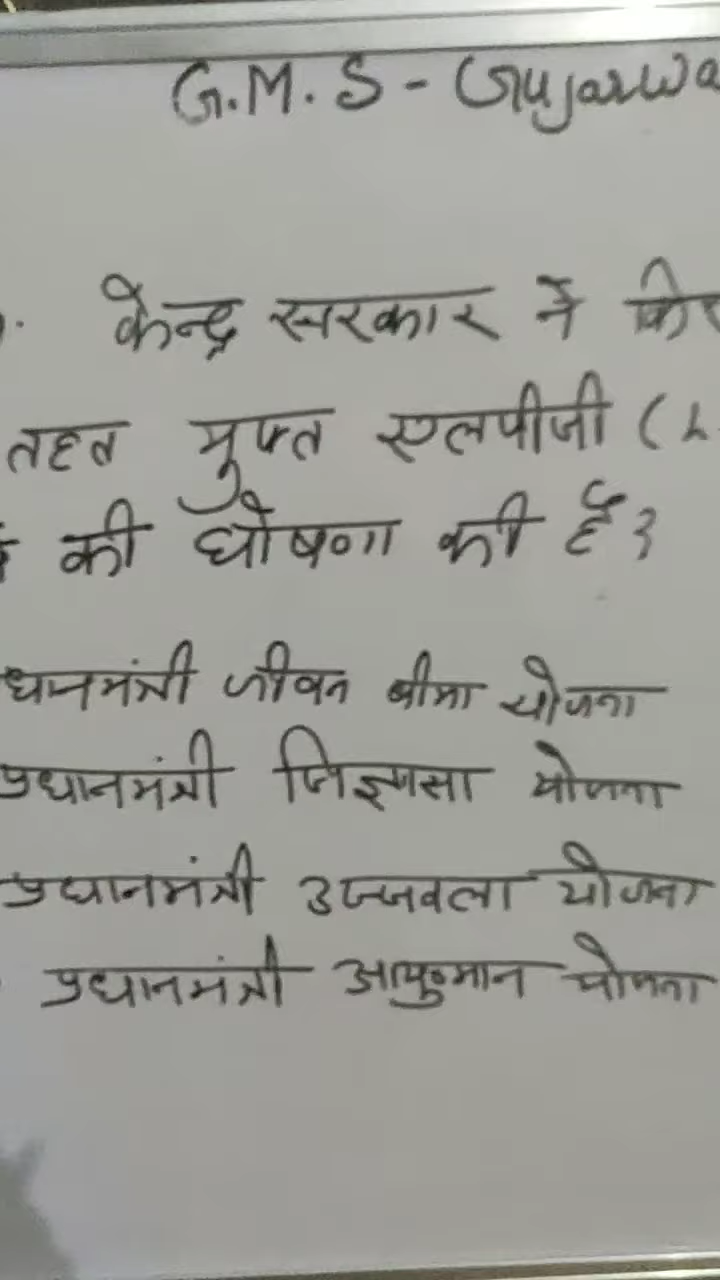 G.M.S - Gujarwa
केन्द्र सरकार ने कि
तहत मुफ्त एलपीजी (L.
की घोषणा की है?
धानमंत्री जीवन बीमा योजना
प्रधानमंत्री जिज्ञासा योजना
प्रधानमंत्री उज्जवला योजना
प्रधानमंत्री आयुष्मान योजना